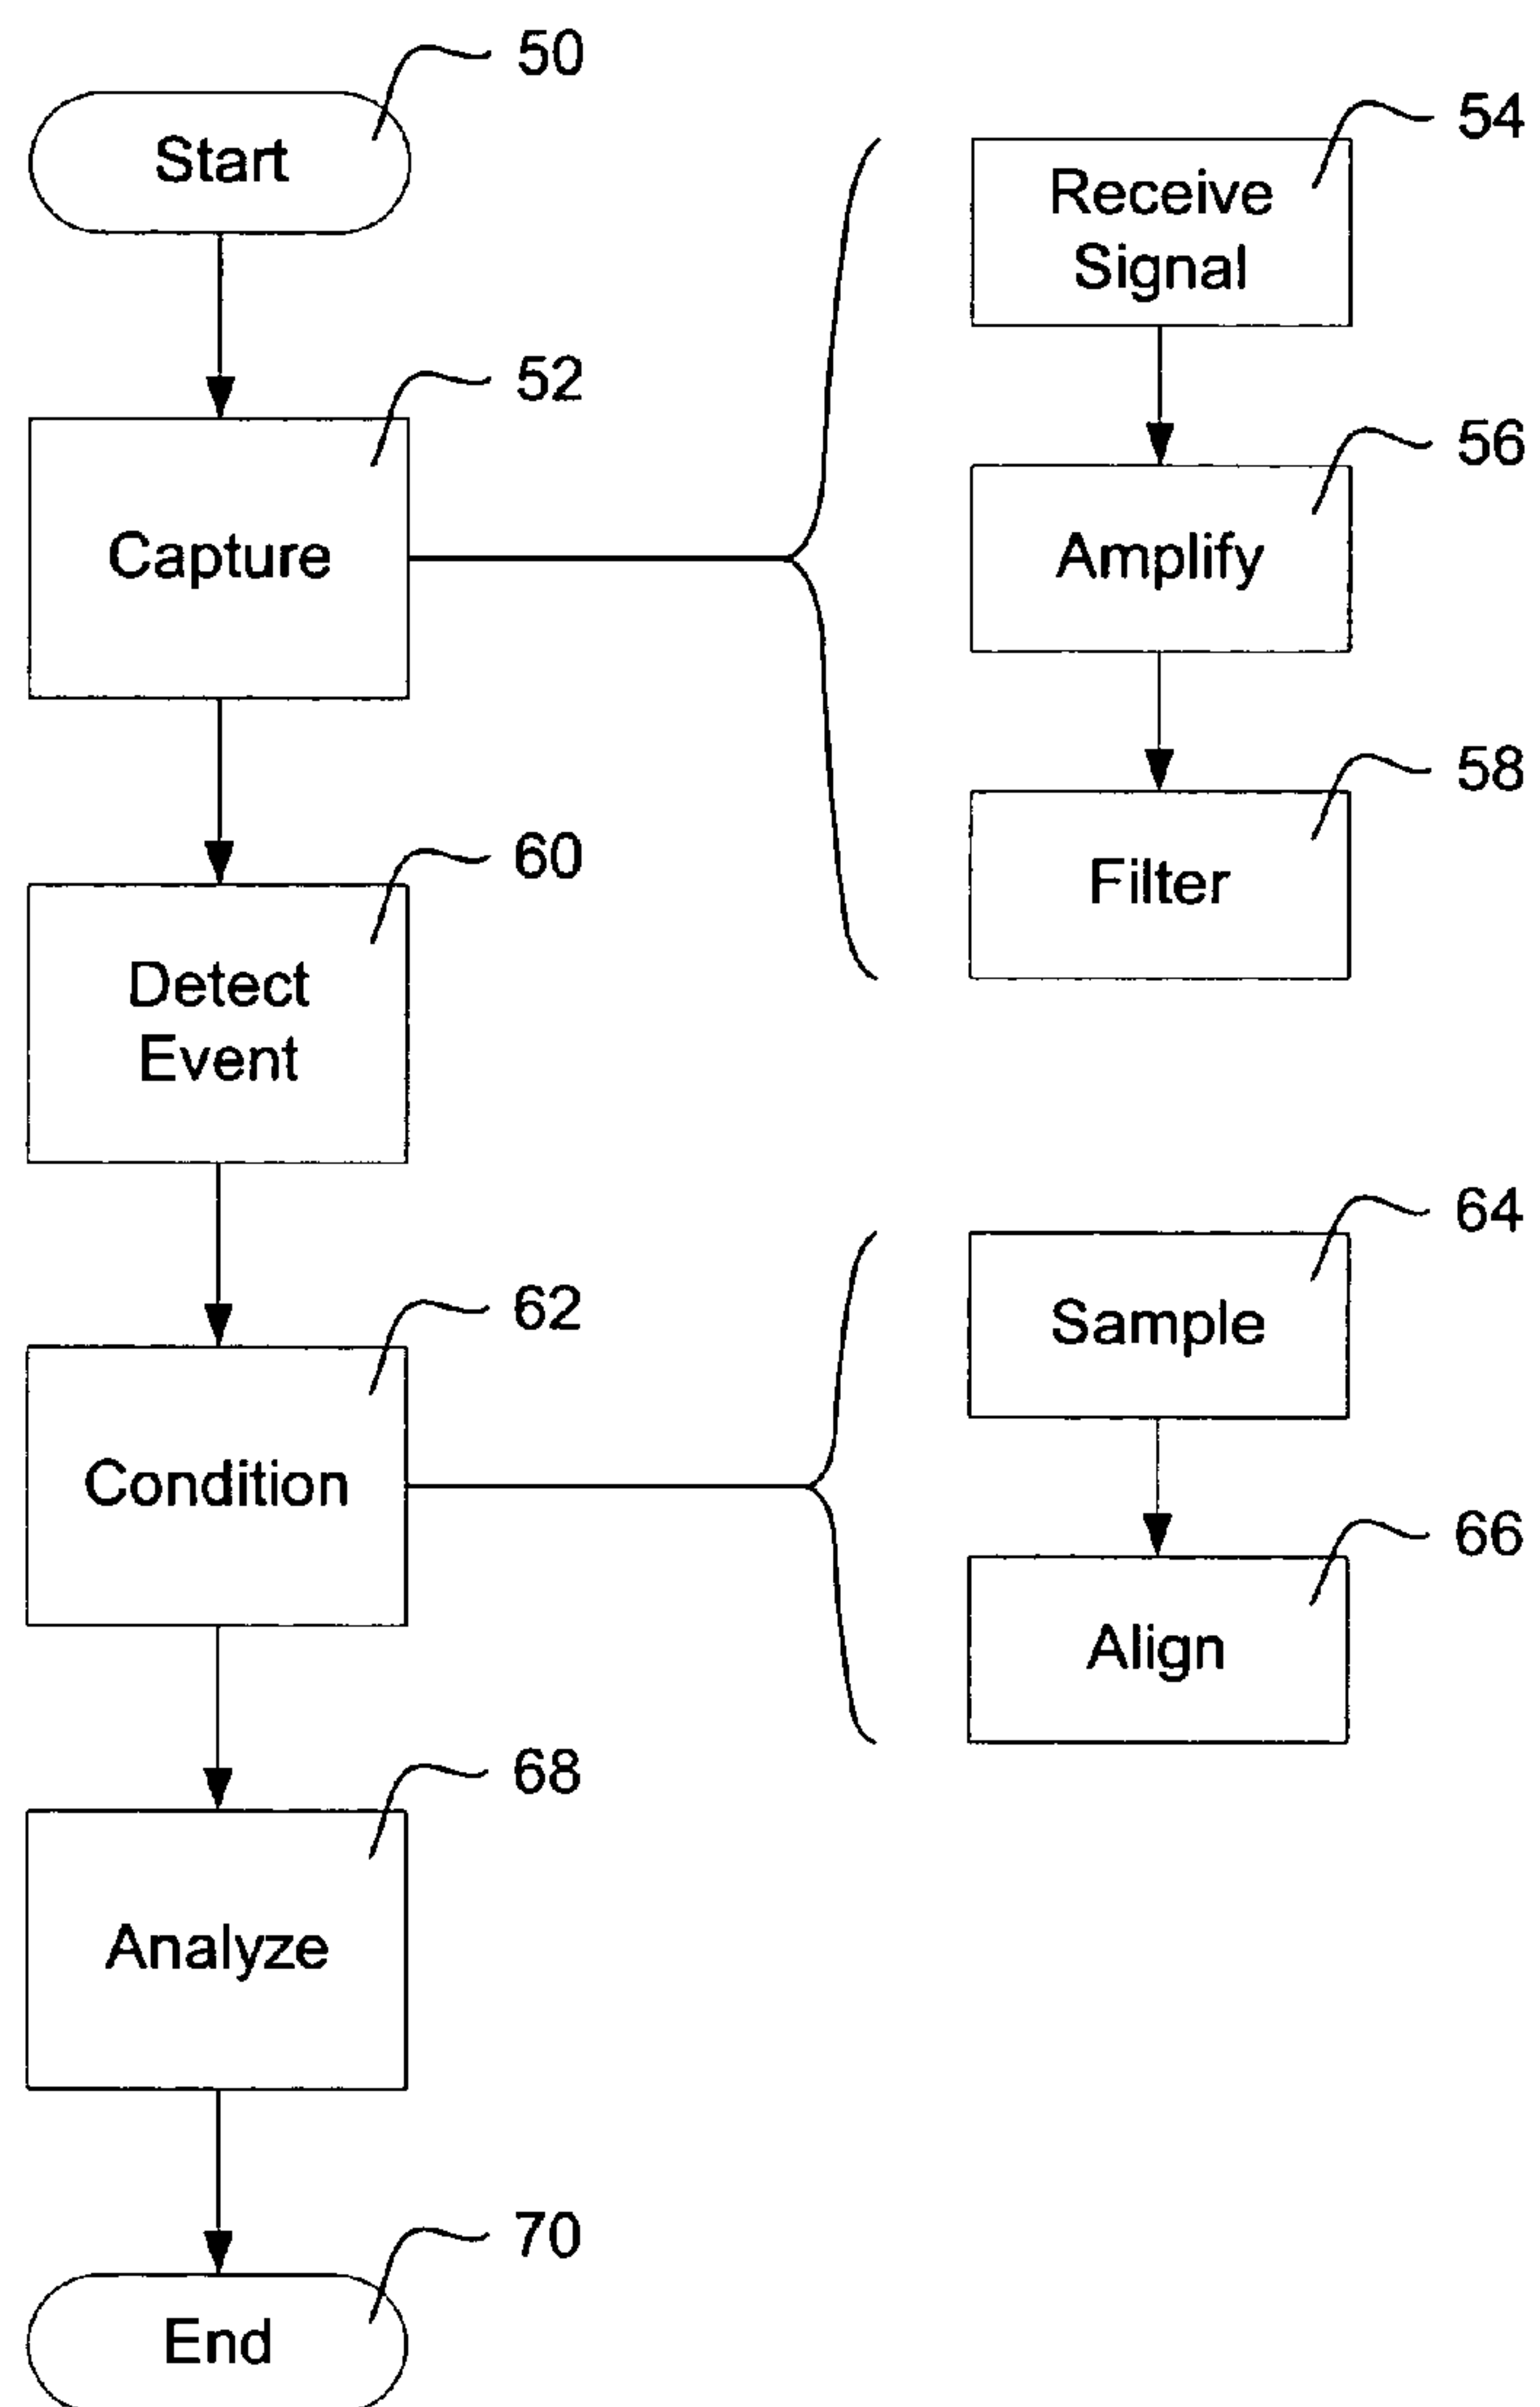 50
Start
54
Receive
Signal
52
Capture
56
Amplify
58
Filter
60
Detect
Event
64
Sample
62
Condition
66
Align
68
Analyze
70
End